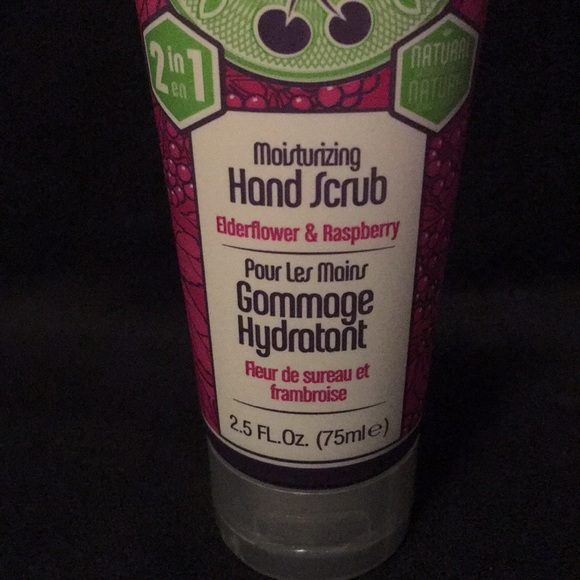 2 in 1
en
NATURAL
NATUREL
Moisturizing
Hand Scrub
Elderflower & Raspberry
Pour Les Mains
Gommage
Hydratant
Fleur de sureau et
framboise
2.5 FL.Oz. (75ml℮)